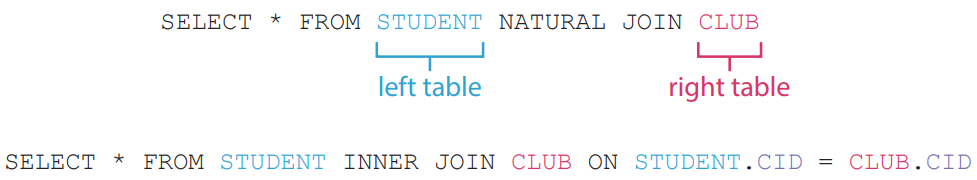 SELECT * FROM STUDENT NATURAL JOIN CLUB
left table right table
SELECT * FROM STUDENT INNER JOIN CLUB ON STUDENT.CID = CLUB.CID